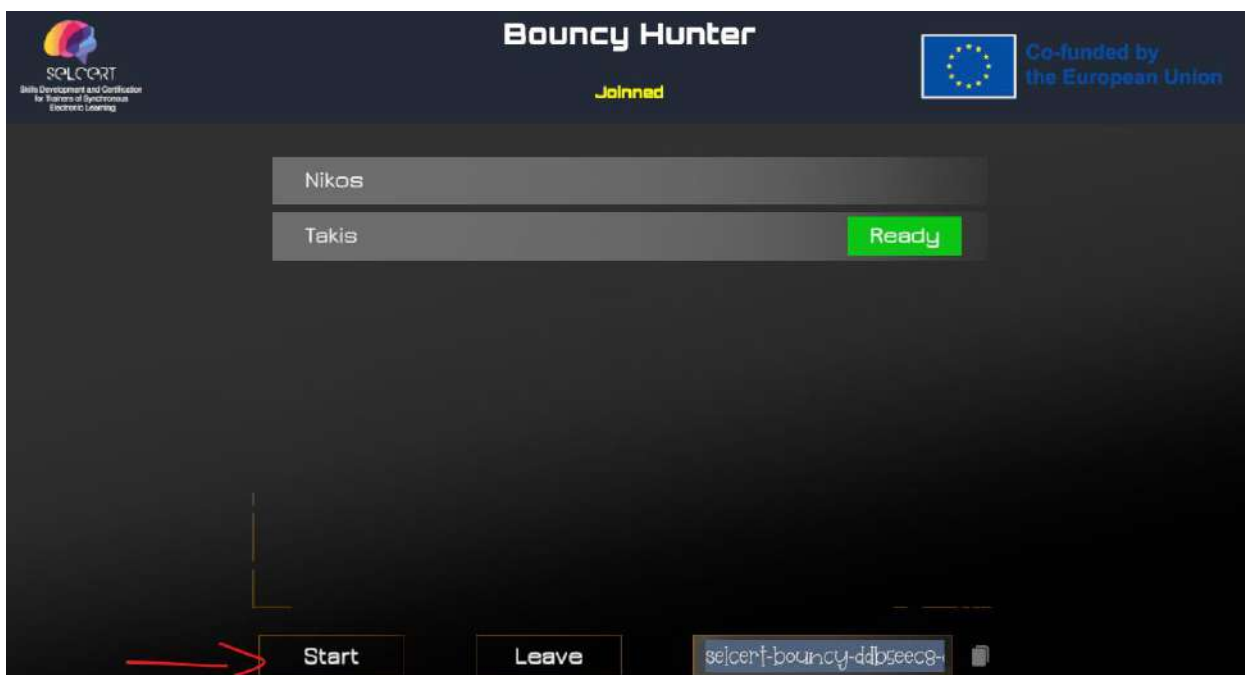 SELCERT
Skills Development and Certification
for Trainers of Synchronous
Electronic Learning
Bouncy Hunter
Joinned
Co-funded by
the European Union
Nikos
Takis
Ready
Start
Leave
selcert-bouncy-ddb5eec8-